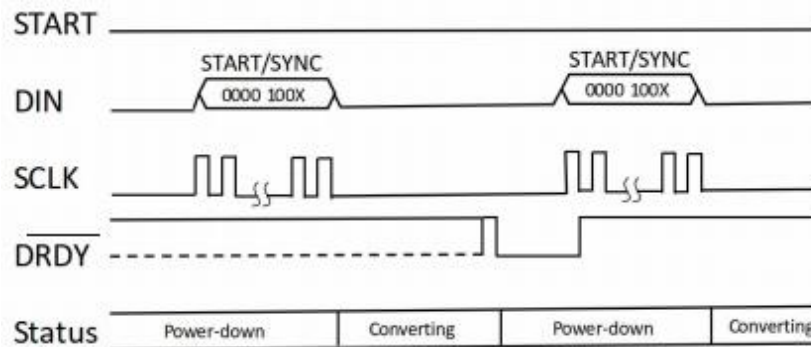 START
START/SYNC START/SYNC
DIN 0000 100X 0000 100X
SCLK
DRDY
Status Power-down Converting Power-down Converting